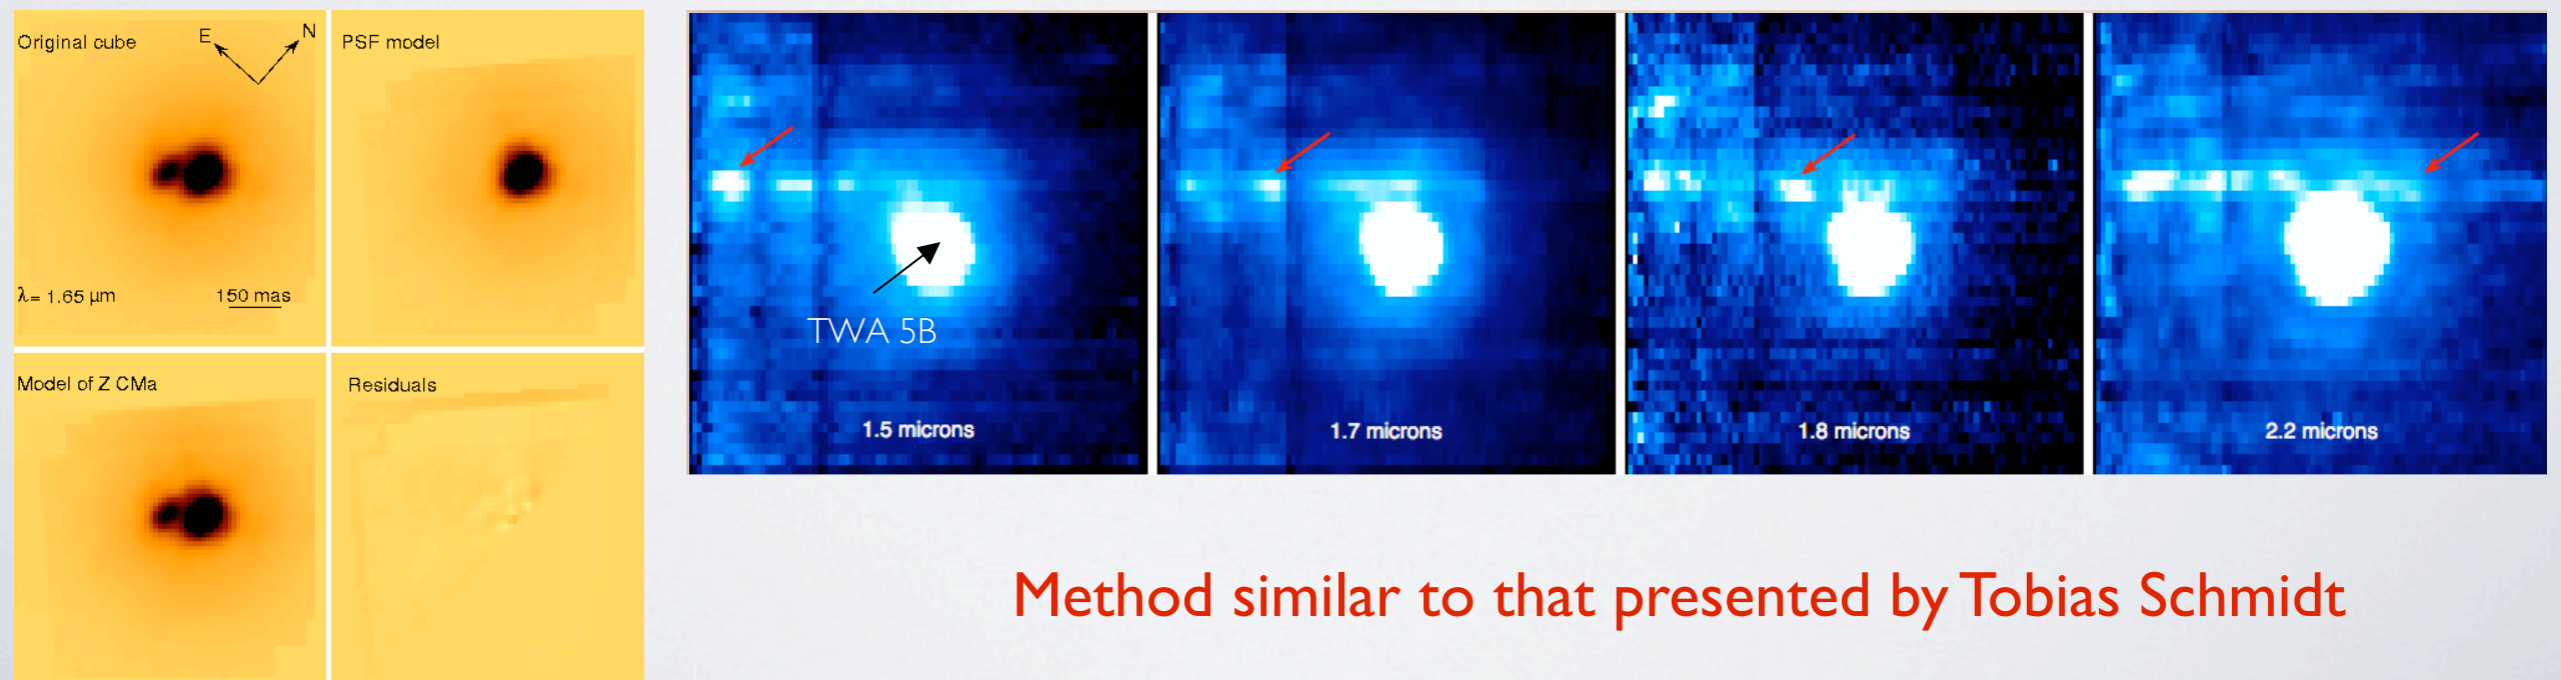 Original cube
E
N
PSF model
λ= 1.65 µm
150 mas
Model of Z CMa
Residuals
TWA 5B
1.5 microns
1.7 microns
1.8 microns
2.2 microns
Method similar to that presented by Tobias Schmidt